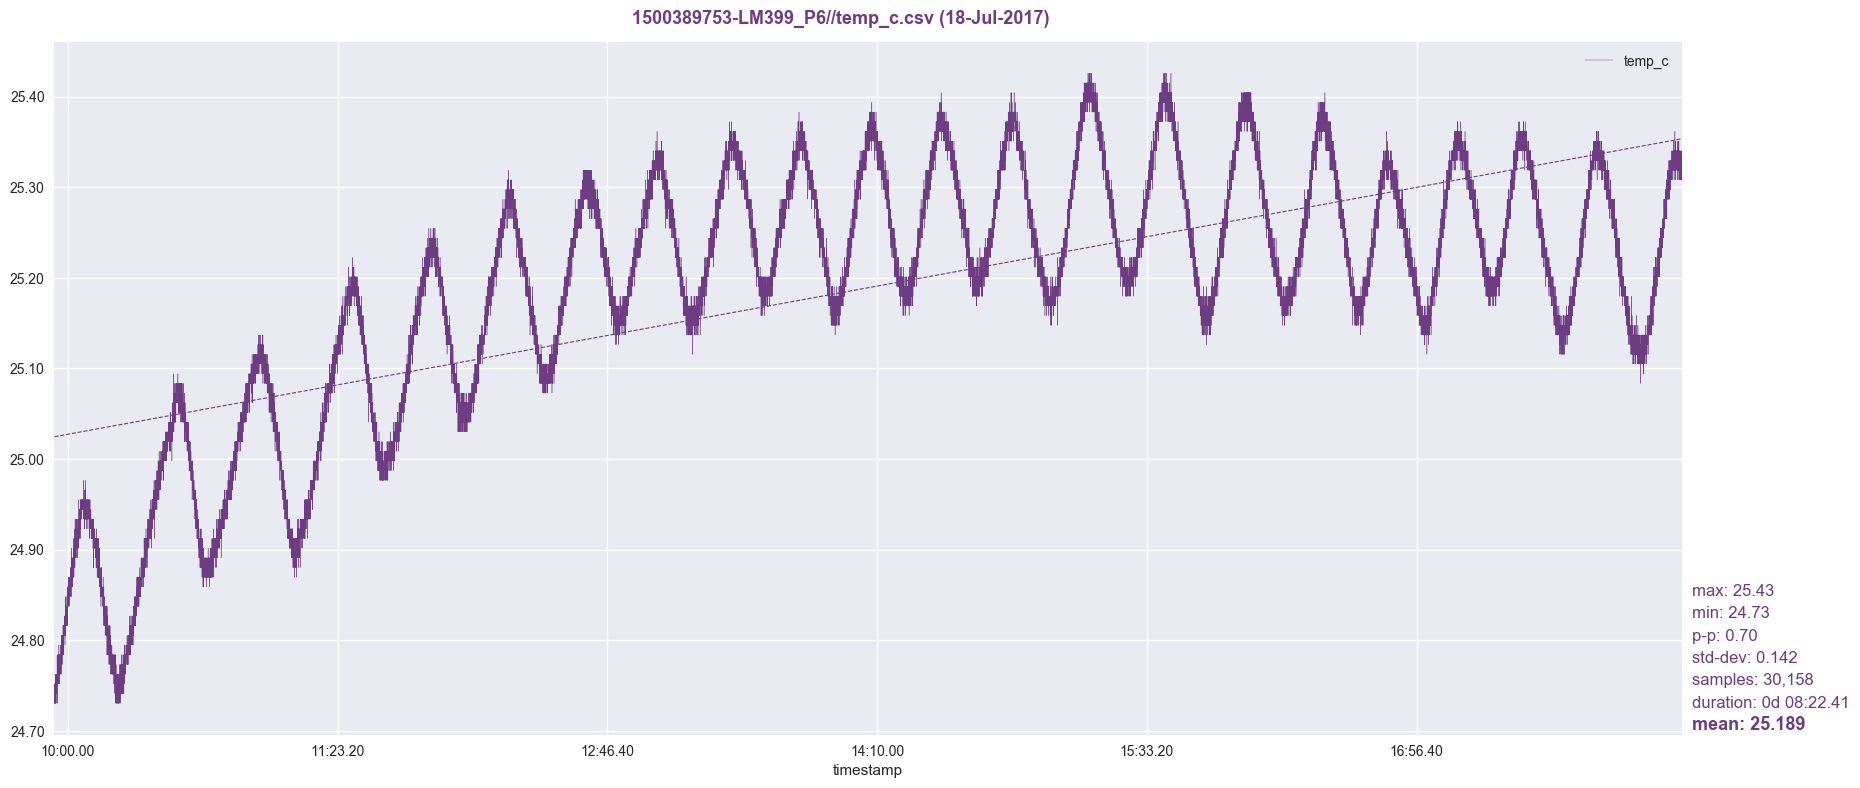 1500389753-LM399_P6//temp_c.csv (18-Jul-2017)
temp_c
25.40
25.30
25.20
25.10
25.00
24.90
24.80
24.70
max: 25.43
min: 24.73
p-p: 0.70
std-dev: 0.142
samples: 30,158
duration: 0d 08:22.41
mean: 25.189
10:00.00 11:23.20 12:46.40 14:10.00 15:33.20 16:56.40
timestamp